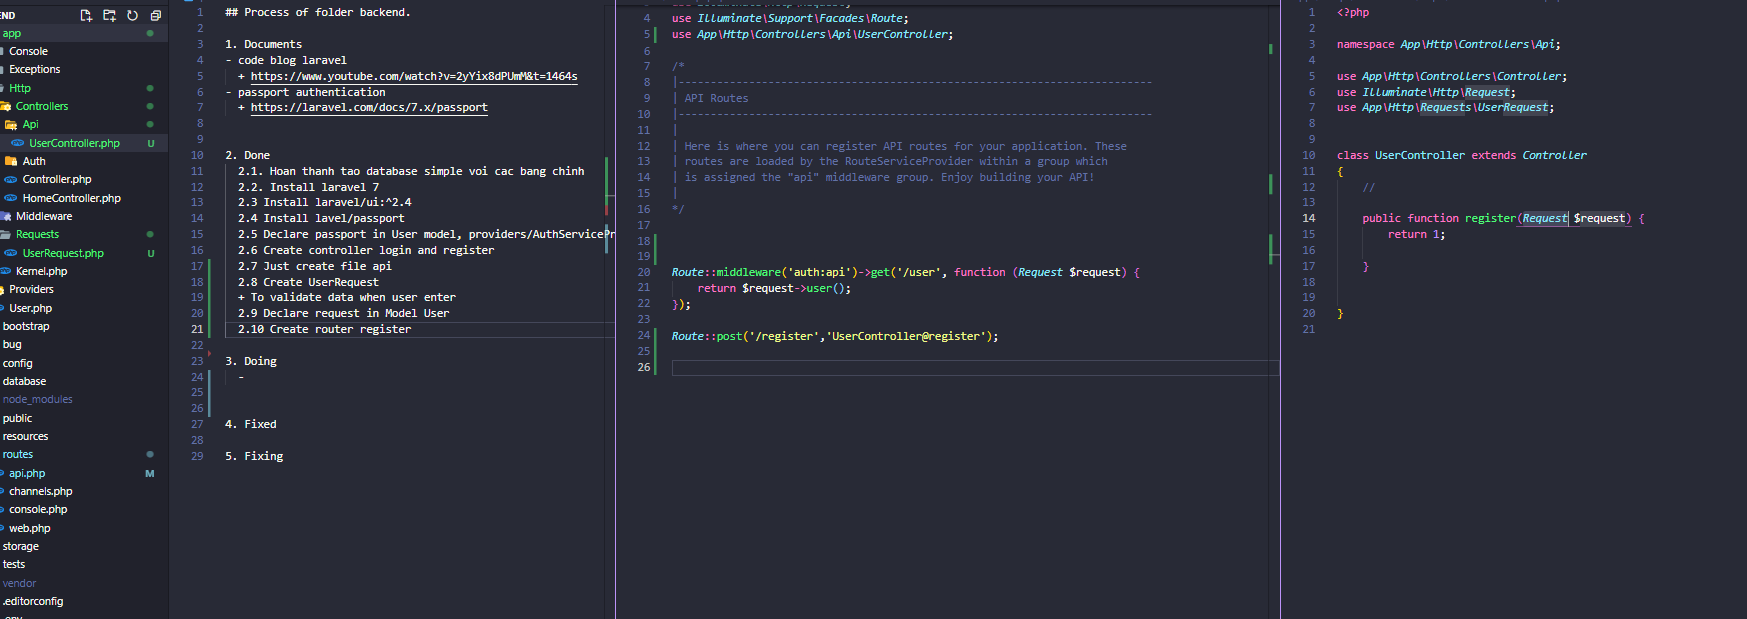 END
app
Console
Exceptions
Http
Controllers
Api
UserController.php U
Auth
Controller.php
HomeController.php
Middleware
Requests
UserRequest.php U
Kernel.php
Providers
User.php
bootstrap
bug
config
database
node_modules
public
resources
routes
api.php M
channels.php
console.php
web.php
storage
tests
vendor
.editorconfig
1 ## Process of folder backend.
2
3 1. Documents
4 - code blog laravel
5 + https://www.youtube.com/watch?v=2yYix8dPUmM&t=1464s
6 - passport authentication
7 + https://laravel.com/docs/7.x/passport
8
9
10 2. Done
11 2.1. Hoan thanh tao database simple voi cac bang chinh
12 2.2. Install laravel 7
13 2.3 Install laravel/ui:^2.4
14 2.4 Install lavel/passport
15 2.5 Declare passport in User model, providers/AuthServicePr
16 2.6 Create controller login and register
17 2.7 Just create file api
18 2.8 Create UserRequest
19 + To validate data when user enter
20 2.9 Declare request in Model User
21 2.10 Create router register
22
23 3. Doing
24 -
25
26
27 4. Fixed
28
29 5. Fixing
4 use Illuminate\Support\Facades\Route;
5 use App\Http\Controllers\Api\UserController;
6
7 /*
8 |--------------------------------------------------------------------------
9 | API Routes
10 |--------------------------------------------------------------------------
11 |
12 | Here is where you can register API routes for your application. These
13 | routes are loaded by the RouteServiceProvider within a group which
14 | is assigned the "api" middleware group. Enjoy building your API!
15 |
16 */
17
18
19
20 Route::middleware('auth:api')->get('/user', function (Request $request) {
21 return $request->user();
22 });
23
24 Route::post('/register','UserController@register');
25
26
1 <?php
2
3 namespace App\Http\Controllers\Api;
4
5 use App\Http\Controllers\Controller;
6 use Illuminate\Http\Request;
7 use App\Http\Requests\UserRequest;
8
9
10 class UserController extends Controller
11 {
12 //
13
14 public function register(Request $request) {
15 return 1;
16
17 }
18
19
20 }
21